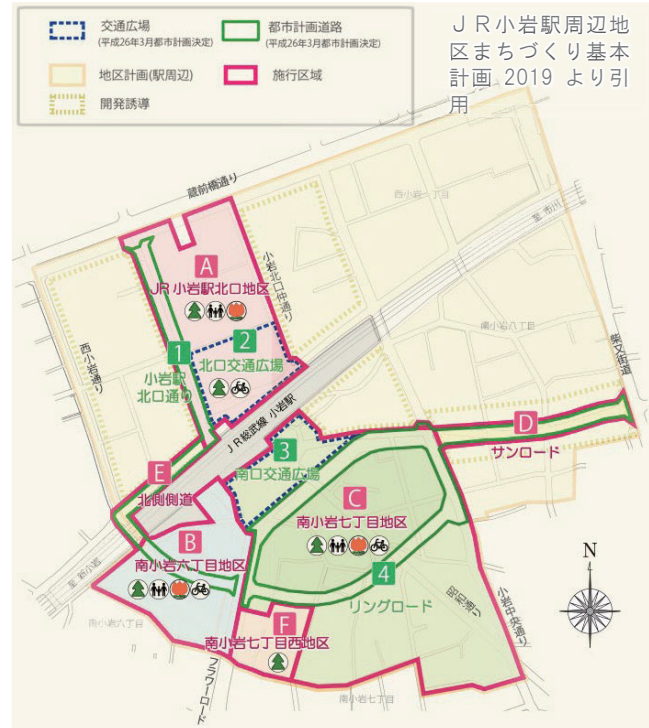 交通広場
(平成26年3月都市計画決定)
都市計画道路
(平成26年3月都市計画決定)
地区計画(駅周辺)
施行区域
開発誘導
JR小岩駅周辺地
区まちづくり基本
計画 2019 より引
用
蔵前橋通り
西小岩一丁目
至 市川
A
JR小岩駅北口地区
小岩北口仲通り
南小岩八丁目
柴又街道
西小岩通り
1
小岩駅
北口通り
2
北口交通広場
JR総武線 小岩駅
D
サンロード
3
南口交通広場
E
北側側道
C
南小岩七丁目地区
B
南小岩六丁目地区
4
リングロード
至 新小岩
N
昭和通り
小岩中央通り
F
南小岩七丁目西地区
南小岩六丁目
フラワーロード
南小岩七丁目